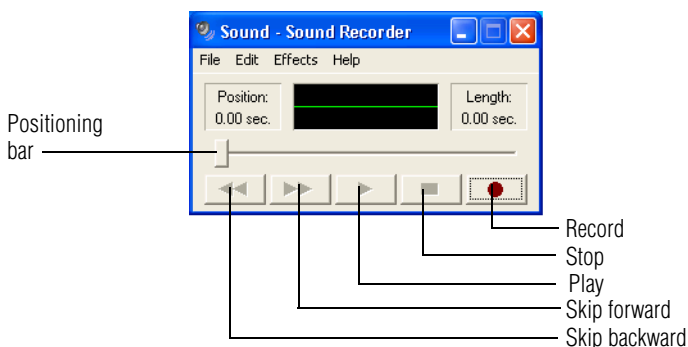 Sound - Sound Recorder
File Edit Effects Help
Position:
0.00 sec.
Length:
0.00 sec.
Positioning
bar
Record
Stop
Play
Skip forward
Skip backward